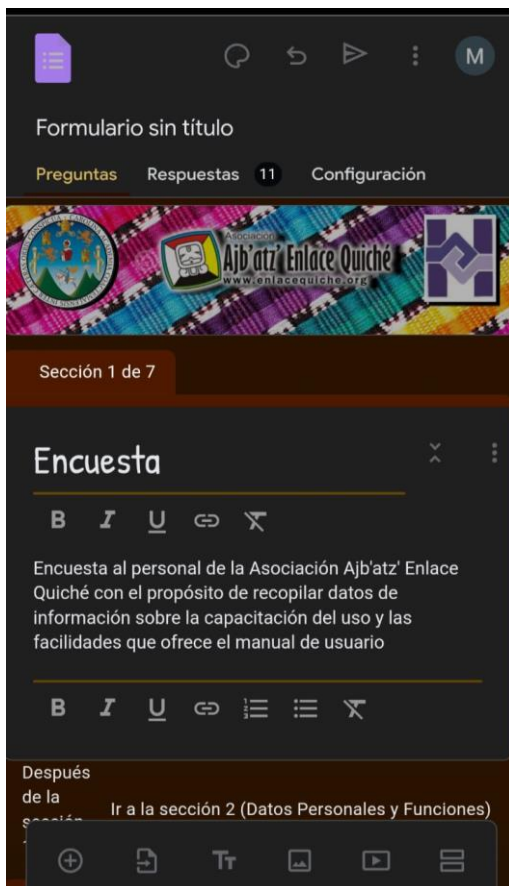 M
Formulario sin título
Preguntas Respuestas 11 Configuración
Asociación
Ajb'atz' Enlace Quiché
www.enlacequiche.org
Sección 1 de 7
Encuesta
B I U
Encuesta al personal de la Asociación Ajb'atz' Enlace
Quiché con el propósito de recopilar datos de
información sobre la capacitación del uso y las
facilidades que ofrece el manual de usuario
B I U
Después
de la
Ir a la sección 2 (Datos Personales y Funciones)
Tт